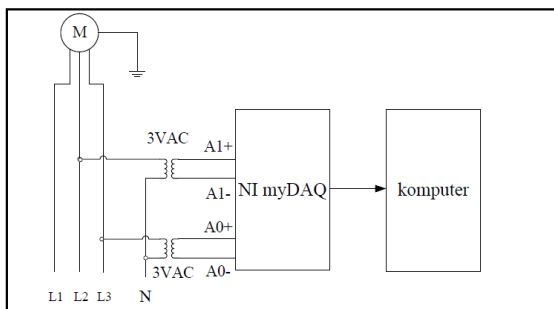 M
3VAC
A1+
A1-
NI myDAQ
komputer
A0+
3VAC
A0-
L1 L2 L3 N